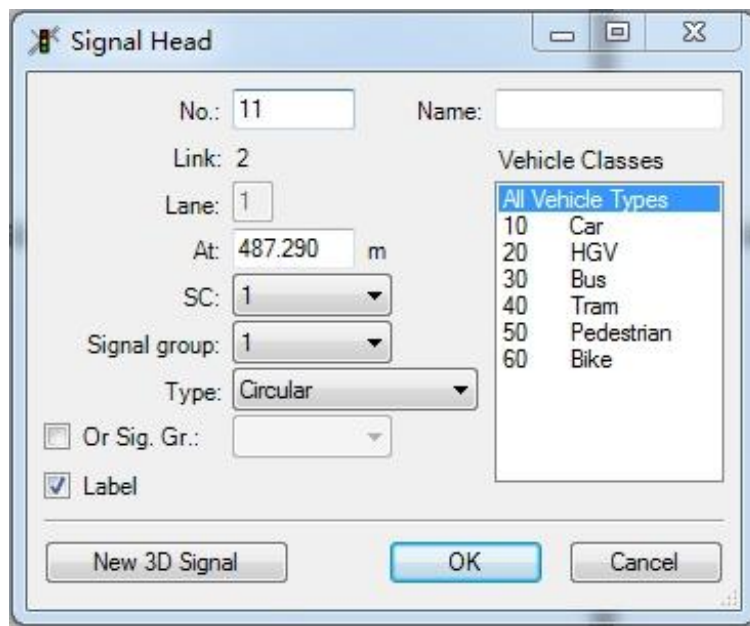 Signal Head
No.: 11 Name:
Link: 2 Vehicle Classes
Lane: 1
At: 487.290 m
SC: 1
Signal group: 1
Type: Circular
Or Sig. Gr.:
Label
All Vehicle Types
10 Car
20 HGV
30 Bus
40 Tram
50 Pedestrian
60 Bike
New 3D Signal OK Cancel